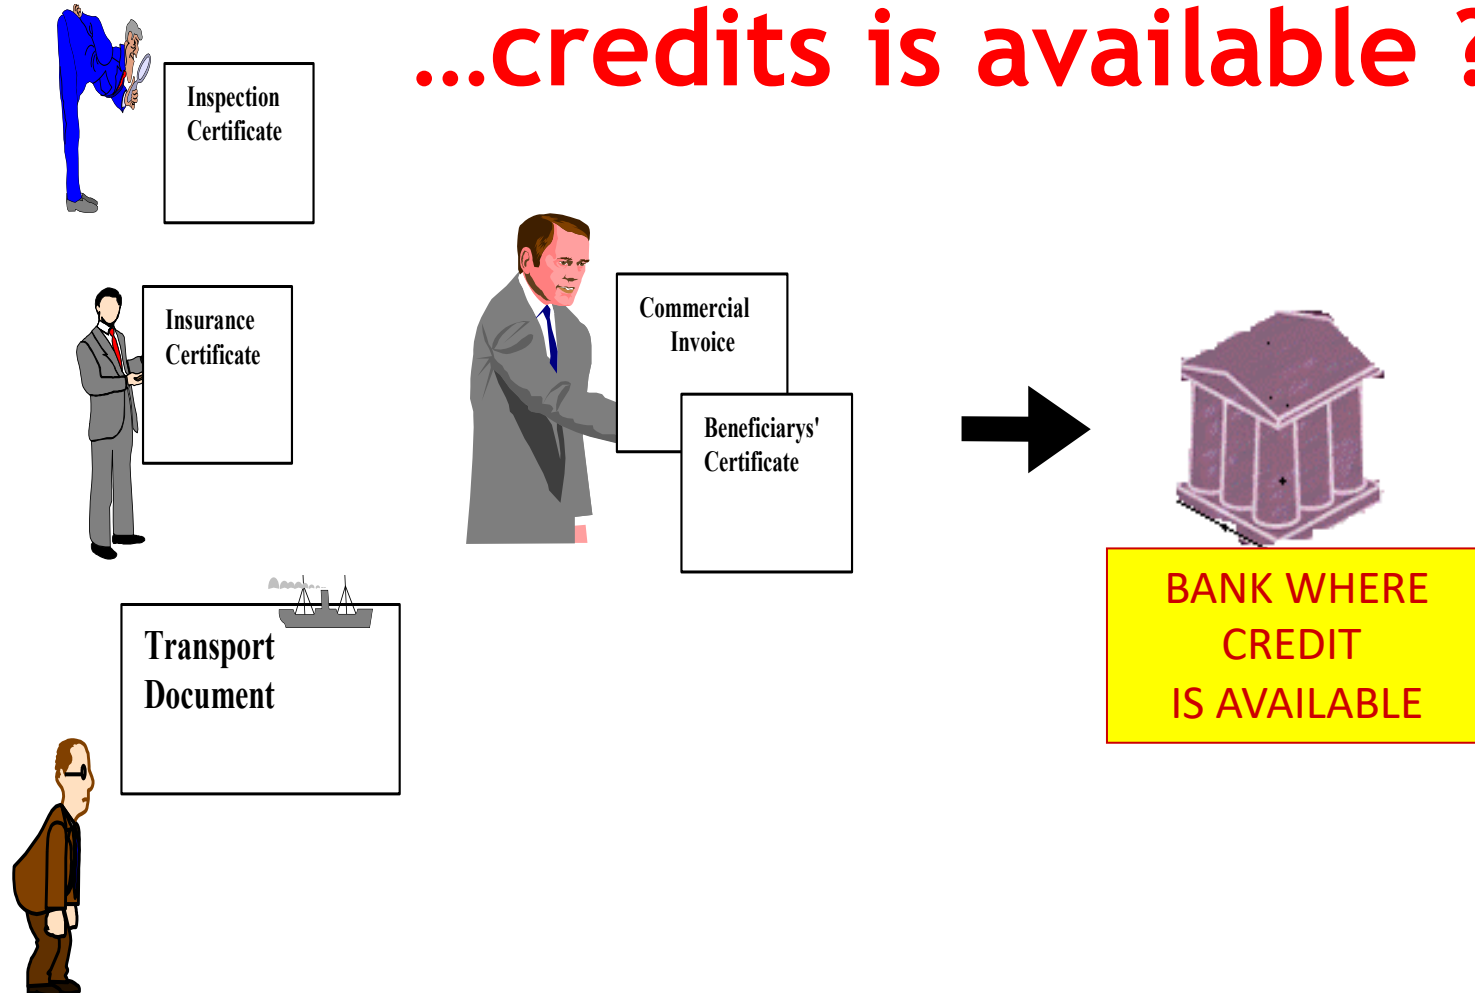 ...credits is available ?
Inspection
Certificate
Insurance
Certificate
Commercial
Invoice
Beneficiarys'
Certificate
Transport
Document
BANK WHERE
CREDIT
IS AVAILABLE